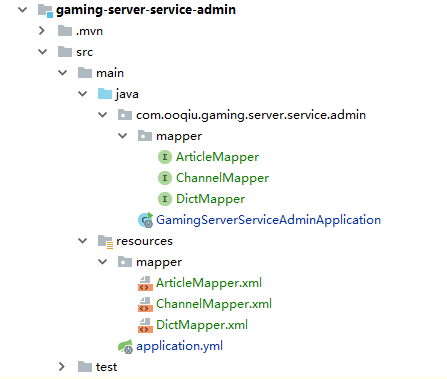 gaming-server-service-admin
.mvn
src
main
java
com.ooqiu.gaming.server.service.admin
mapper
ArticleMapper
ChannelMapper
DictMapper
GamingServerServiceAdminApplication
resources
mapper
ArticleMapper.xml
ChannelMapper.xml
DictMapper.xml
application.yml
test